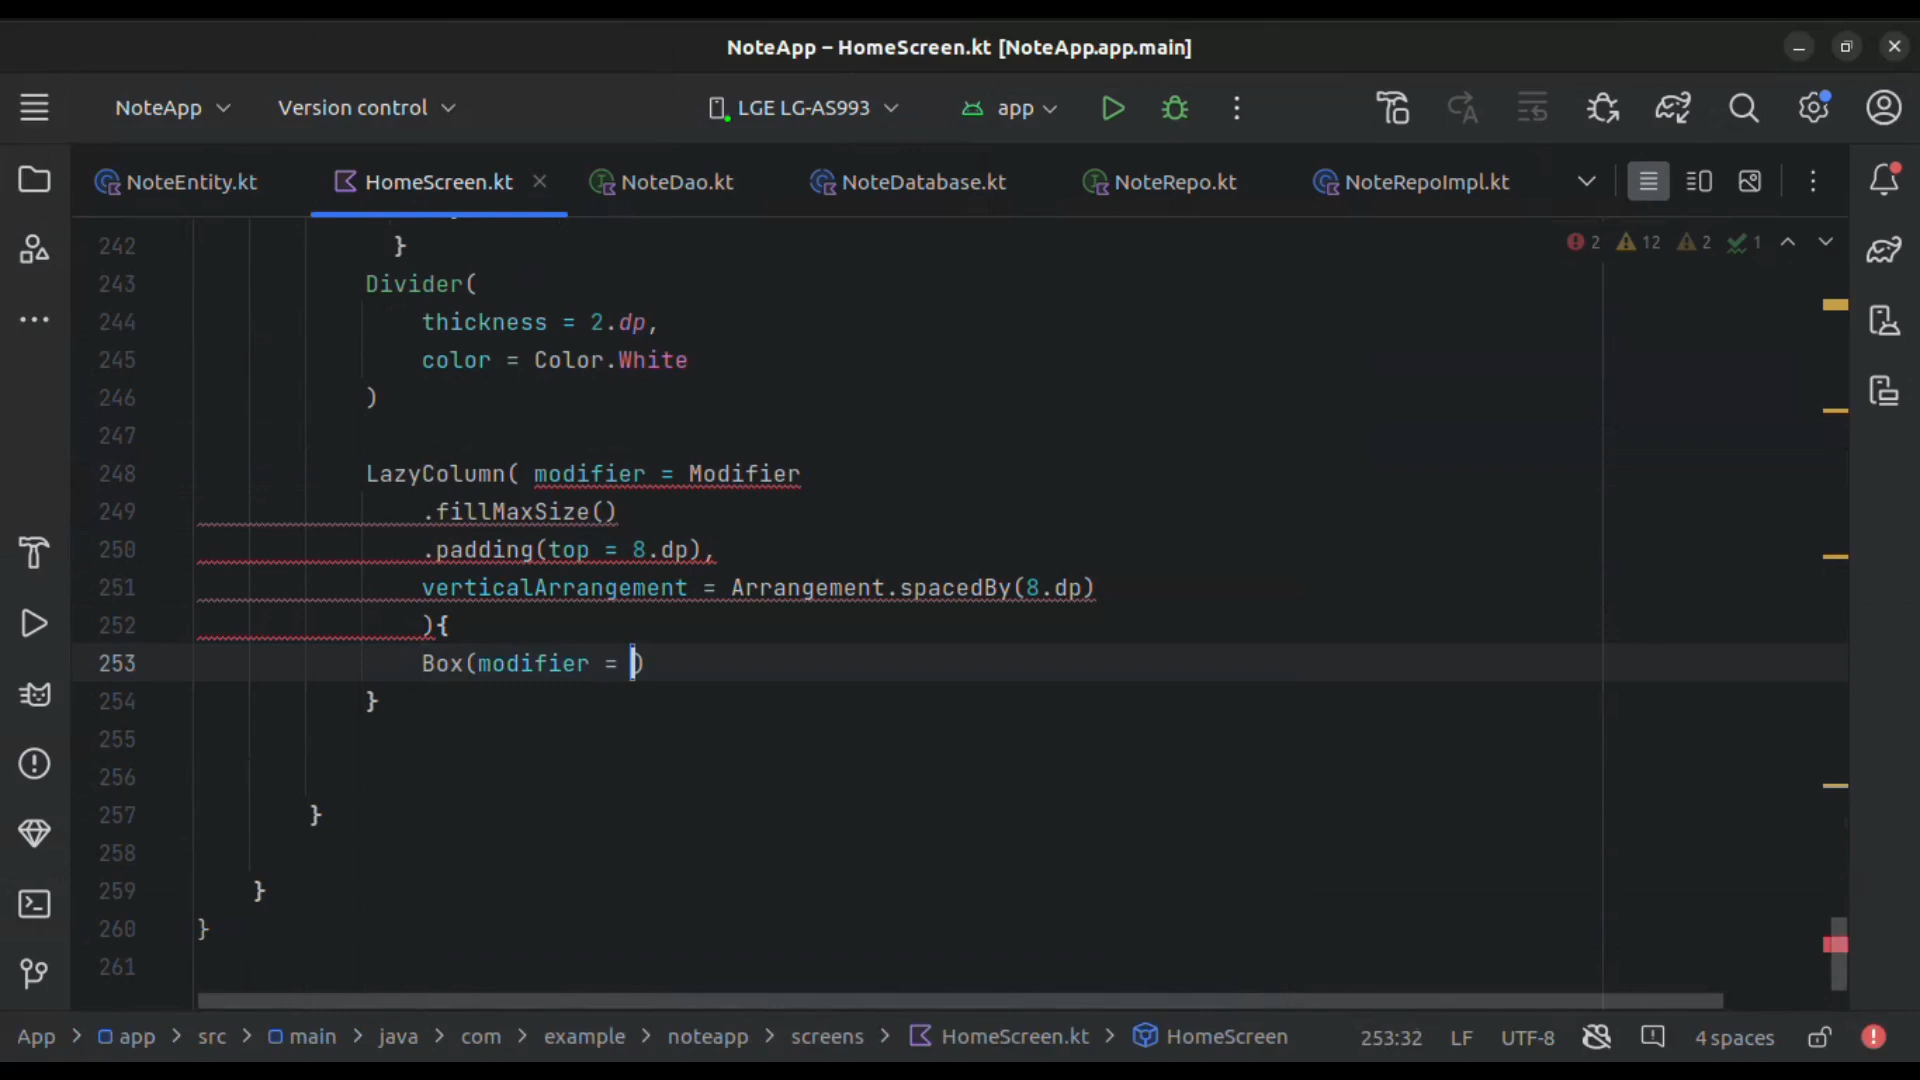 NoteApp – HomeScreen.kt [NoteApp.app.main]
NoteApp Version control LGE LG-AS993 app
NoteEntity.kt HomeScreen.kt NoteDao.kt NoteDatabase.kt NoteRepo.kt NoteRepoImpl.kt
2 12 2 1
242 }
243 Divider(
244 thickness = 2.dp,
245 color = Color.White
246 )
247
248 LazyColumn( modifier = Modifier
249 .fillMaxSize()
250 .padding(top = 8.dp),
251 verticalArrangement = Arrangement.spacedBy(8.dp)
252 ){
253 Box(modifier = )
254 }
255
256
257 }
258
259 }
260 }
261
App > app > src > main > java > com > example > noteapp > screens > HomeScreen.kt > HomeScreen 253:32 LF UTF-8 4 spaces